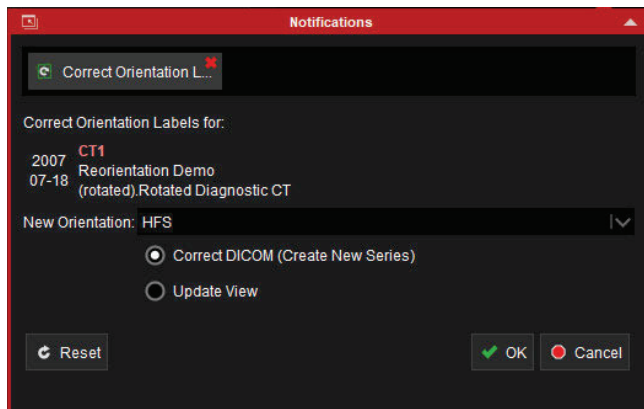 Notifications
Correct Orientation L...
Correct Orientation Labels for:
2007
07-18
CT1
Reorientation Demo
(rotated).Rotated Diagnostic CT
New Orientation: HFS
Correct DICOM (Create New Series)
Update View
Reset
OK
Cancel